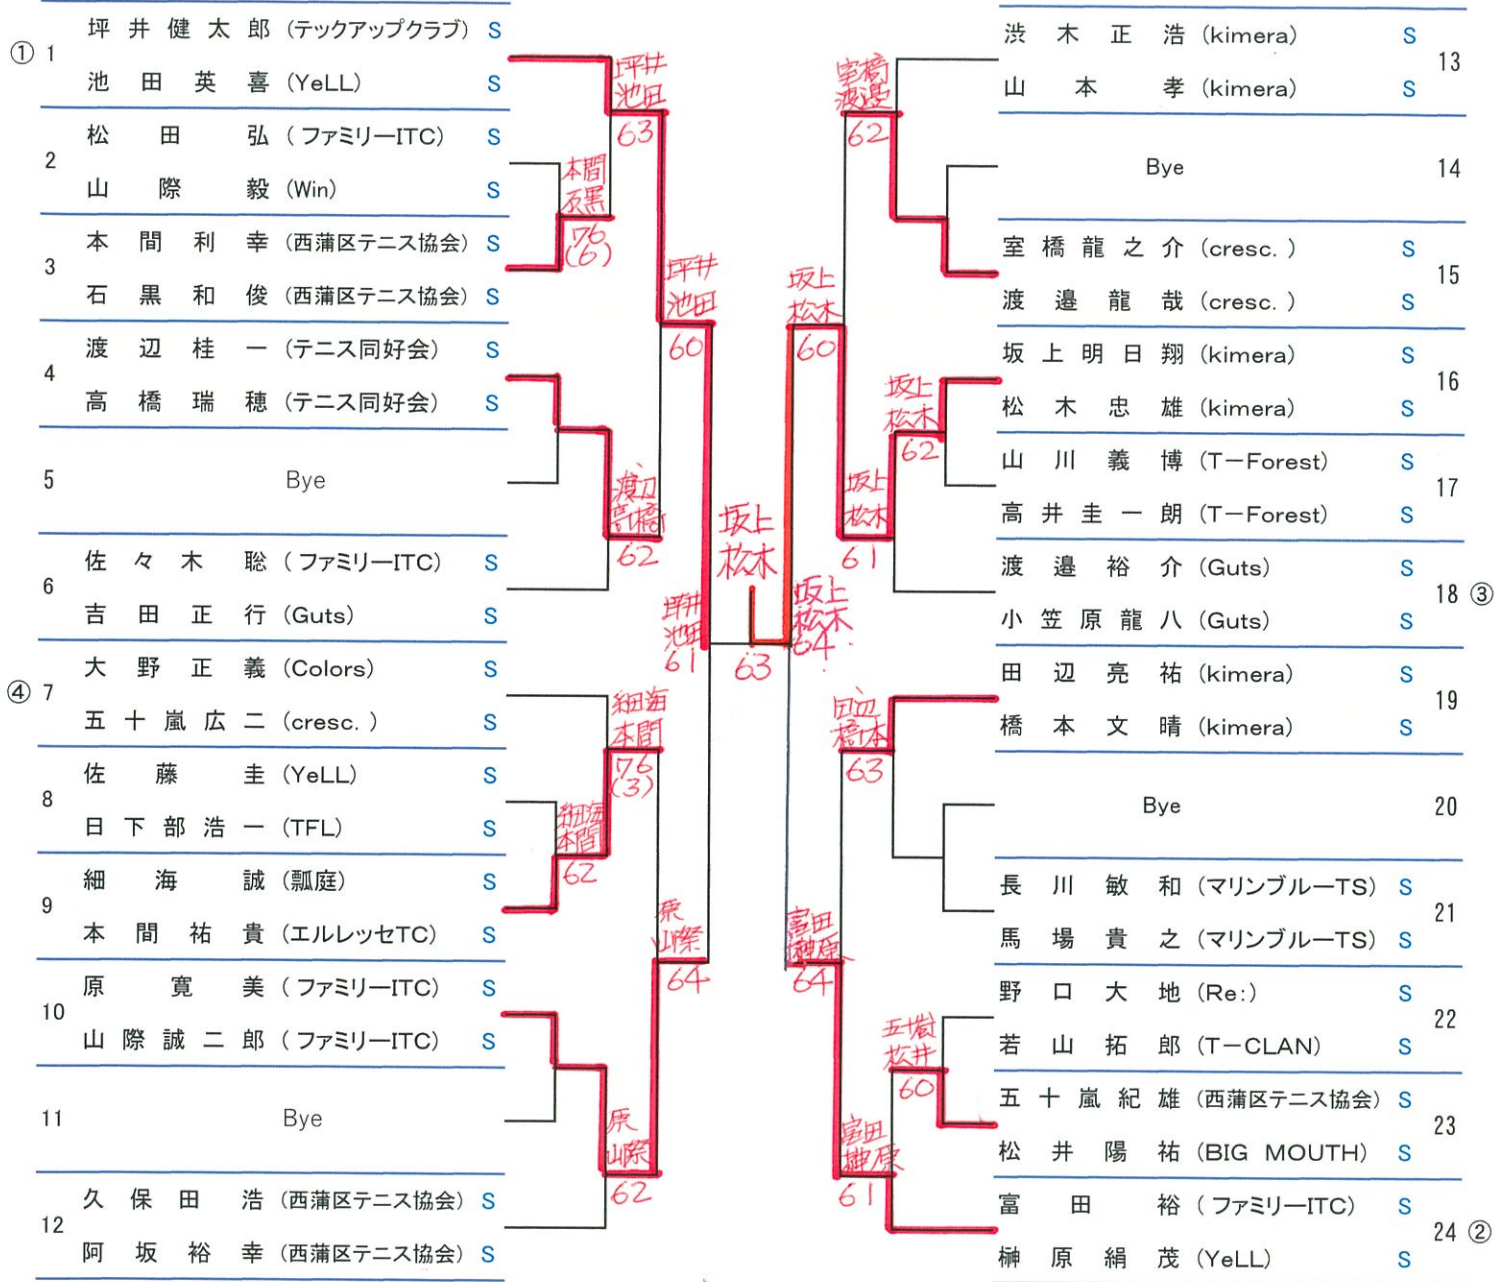 ① 1
坪井健太郎 (テックアップクラブ) S
池田英喜 (YeLL) S
2
松田弘 ( ファミリーITC) S
山際毅 (Win) S
3
本間利幸 (西蒲区テニス協会) S
石黒和俊 (西蒲区テニス協会) S
4
渡辺桂一 (テニス同好会) S
高橋瑞穂 (テニス同好会) S
5
Bye
6
佐々木聡 ( ファミリーITC) S
吉田正行 (Guts) S
④ 7
大野正義 (Colors) S
五十嵐広二 (cresc. ) S
8
佐藤圭 (YeLL) S
日下部浩一 (TFL) S
9
細海誠 (瓢庭) S
本間祐貴 (エルレッセTC) S
10
原寛美 ( ファミリーITC) S
山際誠二郎 ( ファミリーITC) S
11
Bye
12
久保田浩 (西蒲区テニス協会) S
阿坂裕幸 (西蒲区テニス協会) S
坪井
池田
63
本間
石黒
76
(6)
坪井
池田
60
渡辺
高橋
62
坪井
池田
61
細海
本間
76
(3)
細海
本間
62
原
山際
64
原
山際
62
坂上
松木
63
室橋
渡邉
62
坂上
松木
60
坂上
松木
62
坂上
松木
61
坂上
松木
64
田辺
橋本
63
富田
榊原
64
五十嵐
松井
60
富田
榊原
61
渋木正浩 (kimera) S
山本孝 (kimera) S
13
Bye
14
室橋龍之介 (cresc. ) S
渡邉龍哉 (cresc. ) S
15
坂上明日翔 (kimera) S
松木忠雄 (kimera) S
16
山川義博 (T-Forest) S
高井圭一朗 (T-Forest) S
17
渡邉裕介 (Guts) S
小笠原龍八 (Guts) S
18 ③
田辺亮祐 (kimera) S
橋本文晴 (kimera) S
19
Bye
20
長川敏和 (マリンブルーTS) S
馬場貴之 (マリンブルーTS) S
21
野口大地 (Re:) S
若山拓郎 (T-CLAN) S
22
五十嵐紀雄 (西蒲区テニス協会) S
松井陽祐 (BIG MOUTH) S
23
富田裕 ( ファミリーITC) S
榊原絹茂 (YeLL) S
24 ②